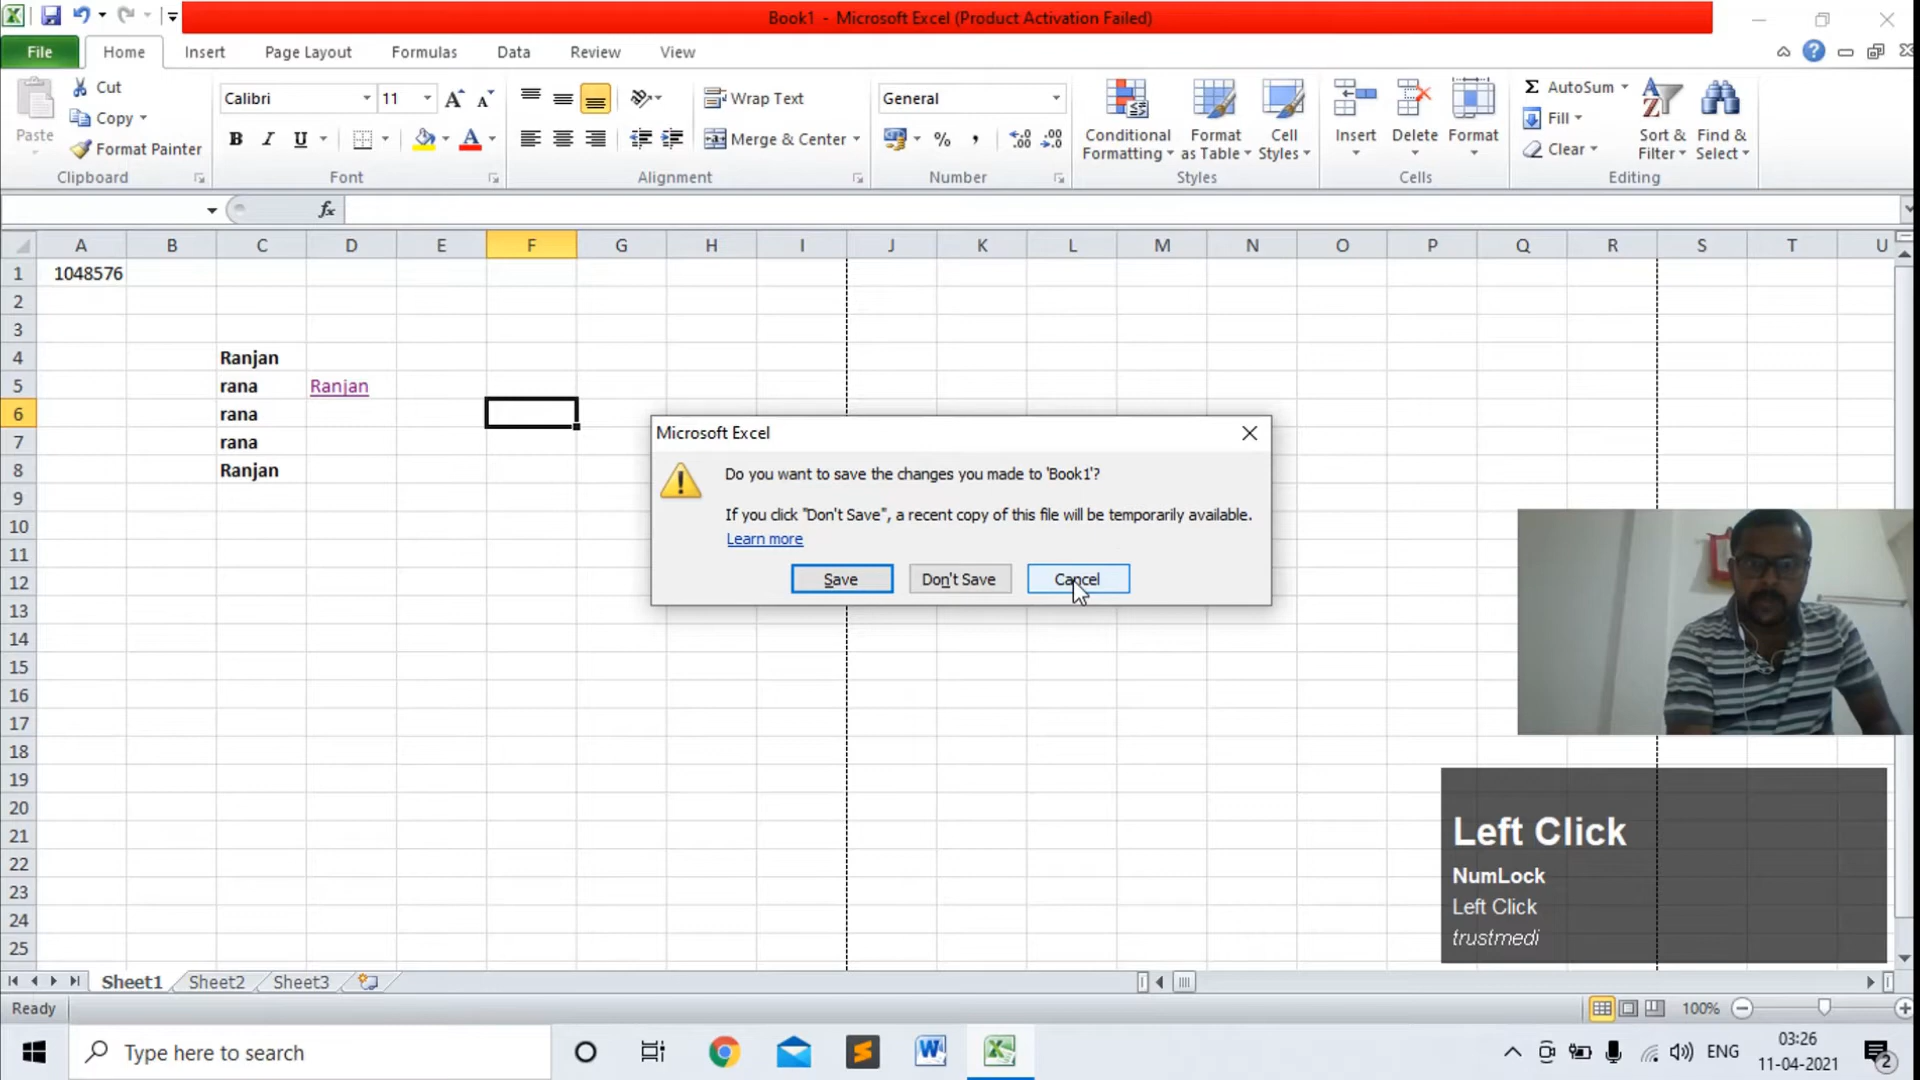 Book1 - Microsoft Excel (Product Activation Failed)
File Home Insert Page Layout Formulas Data Review View
Paste
Cut
Copy
Format Painter
Clipboard
Calibri 11
B I U A
Font
Wrap Text
Merge & Center
Alignment
General
% ,
Number
Conditional Formatting
Format as Table
Cell Styles
Styles
Insert Delete Format
Cells
Σ AutoSum
Fill
Clear
Sort & Filter
Find & Select
Editing
fx
A B C D E F G H I J K L M N O P Q R S T U
1 1048576
2
3
4 Ranjan
5 rana Ranjan
6 rana
7 rana
8 Ranjan
9
10
11
12
13
14
15
16
17
18
19
20
21
22
23
24
25
Microsoft Excel
Do you want to save the changes you made to 'Book1'?
If you click "Don't Save", a recent copy of this file will be temporarily available.
Learn more
Save Don't Save Cancel
Left Click
NumLock
Left Click
trustmedi
Sheet1 Sheet2 Sheet3
Ready 100%
Type here to search
ENG
03:26
11-04-2021
2